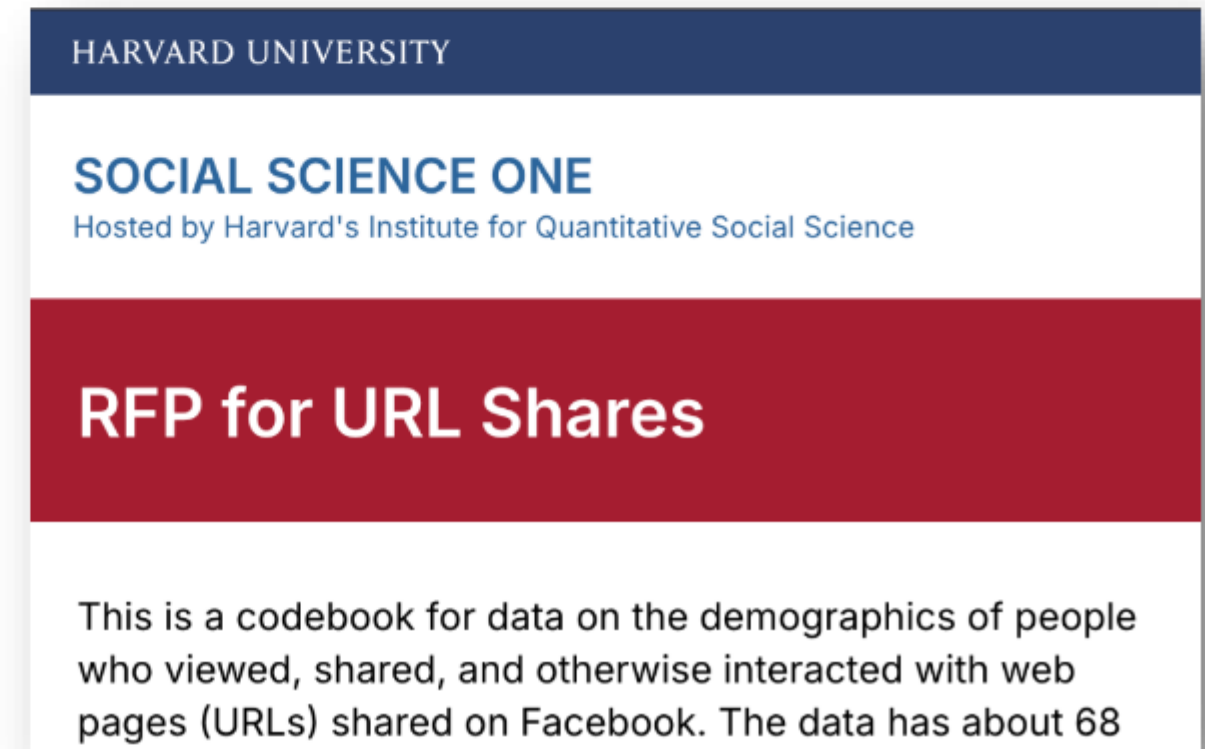 HARVARD UNIVERSITY
SOCIAL SCIENCE ONE
Hosted by Harvard's Institute for Quantitative Social Science
RFP for URL Shares
This is a codebook for data on the demographics of people
who viewed, shared, and otherwise interacted with web
pages (URLs) shared on Facebook. The data has about 68